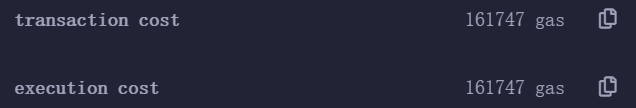 transaction cost 161747 gas
execution cost 161747 gas